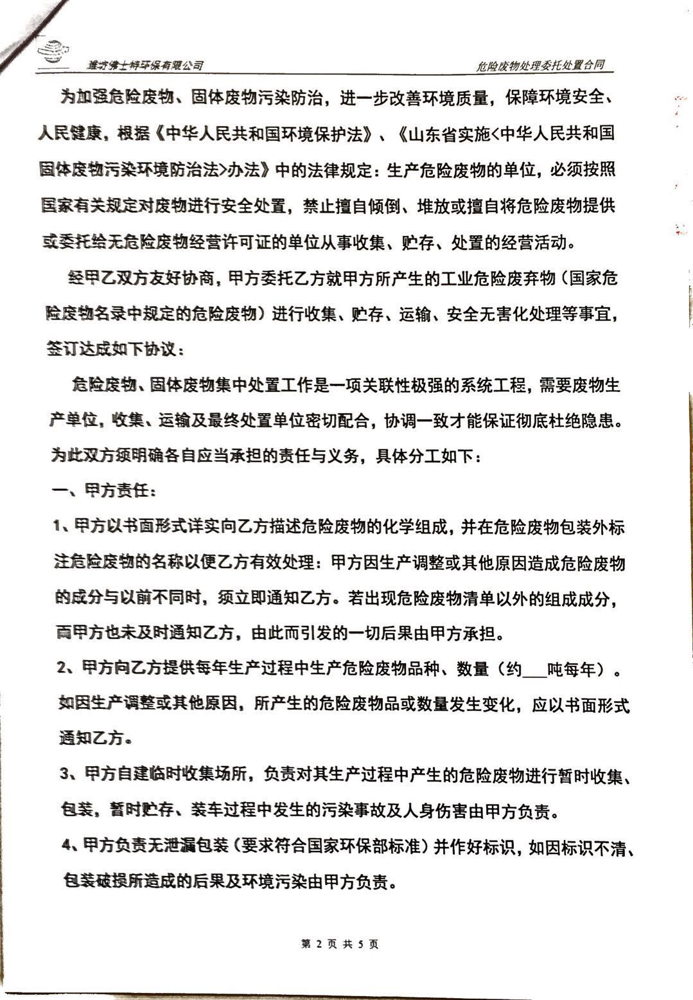 潍坊佛士特环保有限公司
危险废物处理委托处置合同
为加强危险废物、固体废物污染防治，进一步改善环境质量，保障环境安全、
人民健康，根据《中华人民共和国环境保护法》、《山东省实施<中华人民共和国
固体废物污染环境防治法>办法》中的法律规定：生产危险废物的单位，必须按照
国家有关规定对废物进行安全处置，禁止擅自倾倒、堆放或擅自将危险废物提供
或委托给无危险废物经营许可证的单位从事收集、贮存、处置的经营活动。
经甲乙双方友好协商，甲方委托乙方就甲方所产生的工业危险废弃物（国家危
险废物名录中规定的危险废物）进行收集、贮存、运输、安全无害化处理等事宜，
签订达成如下协议：
危险废物、固体废物集中处置工作是一项关联性极强的系统工程，需要废物生
产单位，收集、运输及最终处置单位密切配合，协调一致才能保证彻底杜绝隐患。
为此双方须明确各自应当承担的责任与义务，具体分工如下：
一、甲方责任：
1、甲方以书面形式详实向乙方描述危险废物的化学组成，并在危险废物包装外标
注危险废物的名称以便乙方有效处理：甲方因生产调整或其他原因造成危险废物
的成分与以前不同时，须立即通知乙方。若出现危险废物清单以外的组成成分，
而甲方也未及时通知乙方，由此而引发的一切后果由甲方承担。
2、甲方向乙方提供每年生产过程中生产危险废物品种、数量（约___吨每年）。
如因生产调整或其他原因，所产生的危险废物品或数量发生变化，应以书面形式
通知乙方。
3、甲方自建临时收集场所，负责对其生产过程中产生的危险废物进行暂时收集、
包装，暂时贮存、装车过程中发生的污染事故及人身伤害由甲方负责。
4、甲方负责无泄漏包装（要求符合国家环保部标准）并作好标识，如因标识不清、
包装破损所造成的后果及环境污染由甲方负责。
第 2 页 共 5 页